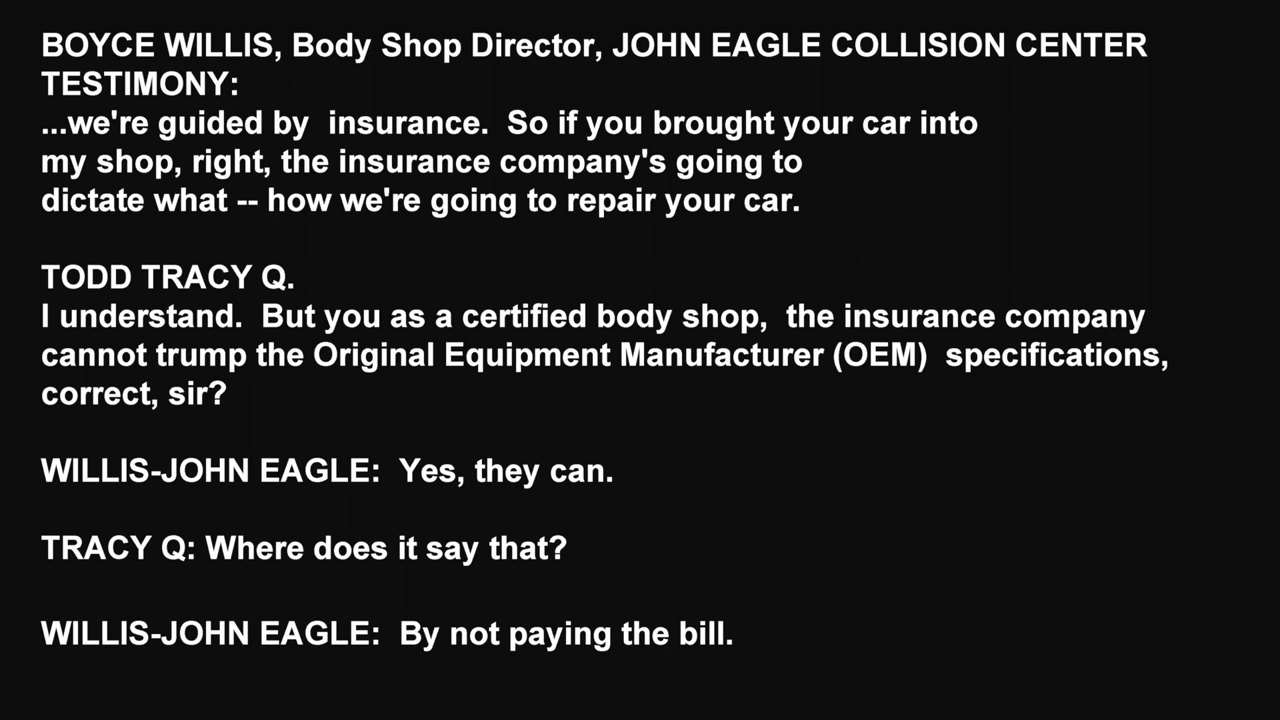 BOYCE WILLIS, Body Shop Director, JOHN EAGLE COLLISION CENTER
TESTIMONY:
...we're guided by  insurance.  So if you brought your car into
my shop, right, the insurance company's going to
dictate what -- how we're going to repair your car.
TODD TRACY Q.
I understand.  But you as a certified body shop,  the insurance company
cannot trump the Original Equipment Manufacturer (OEM)  specifications,
correct, sir?
WILLIS-JOHN EAGLE:  Yes, they can.
TRACY Q: Where does it say that?
WILLIS-JOHN EAGLE:  By not paying the bill.